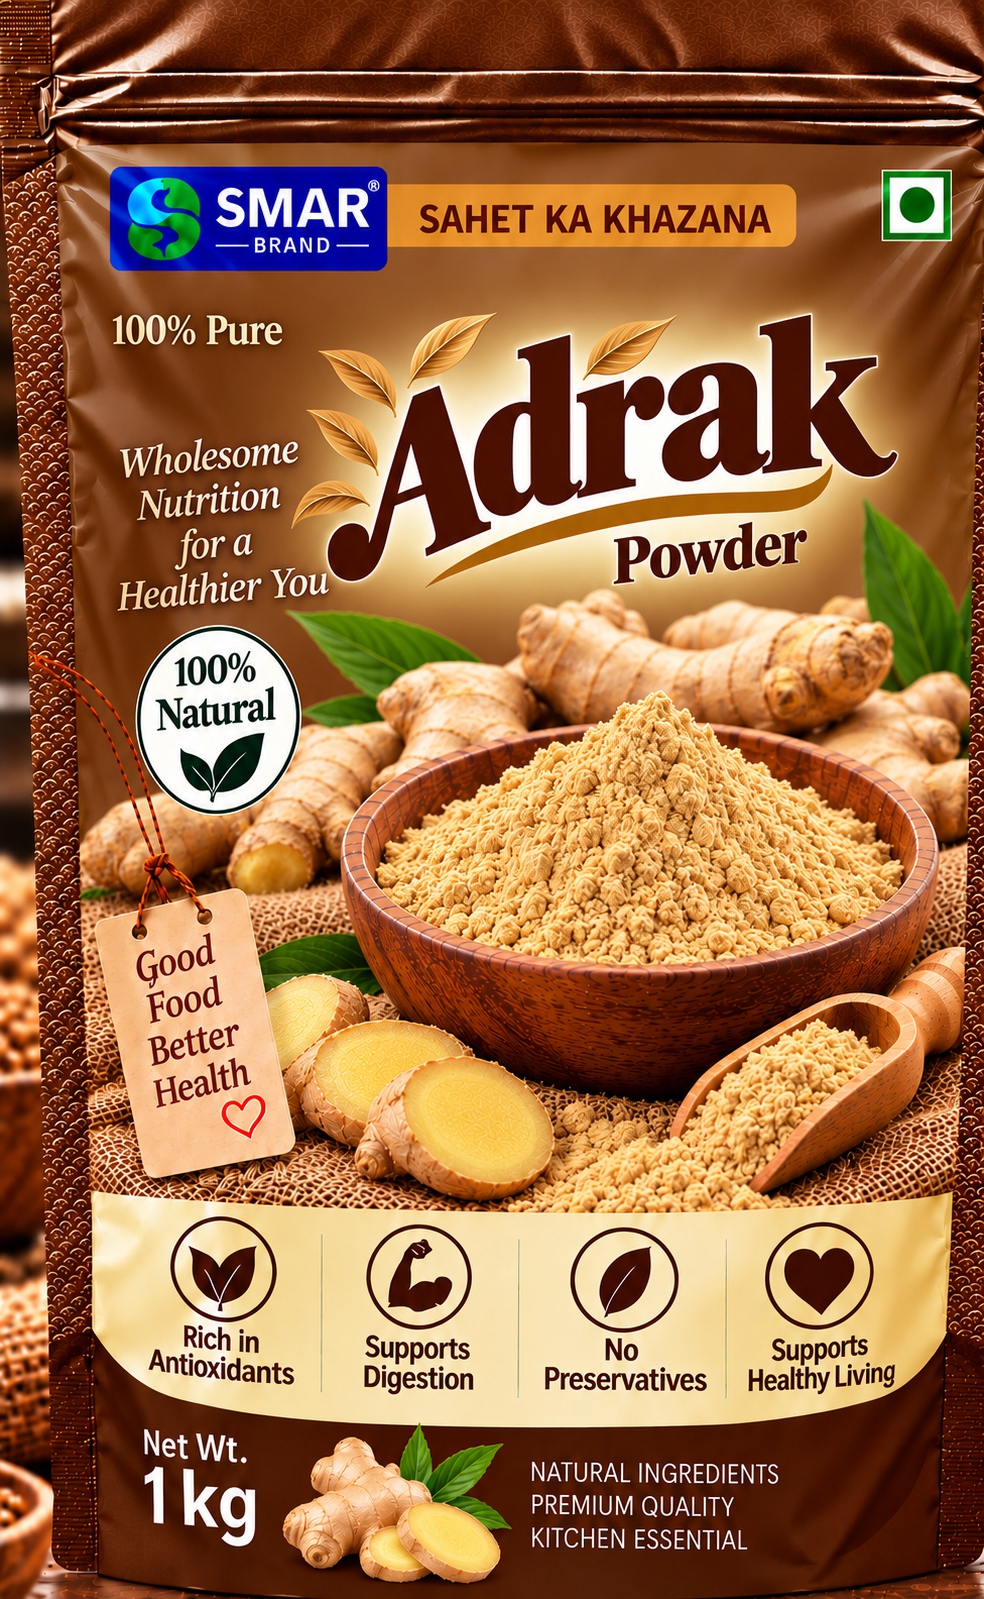 SMAR®
BRAND
SAHET KA KHAZANA
100% Pure
Adrak
Powder
Wholesome
Nutrition
for a
Healthier You
100%
Natural
Good
Food
Better
Health
Rich in
Antioxidants
Supports
Digestion
No
Preservatives
Supports
Healthy Living
Net Wt.
1kg
NATURAL INGREDIENTS
PREMIUM QUALITY
KITCHEN ESSENTIAL